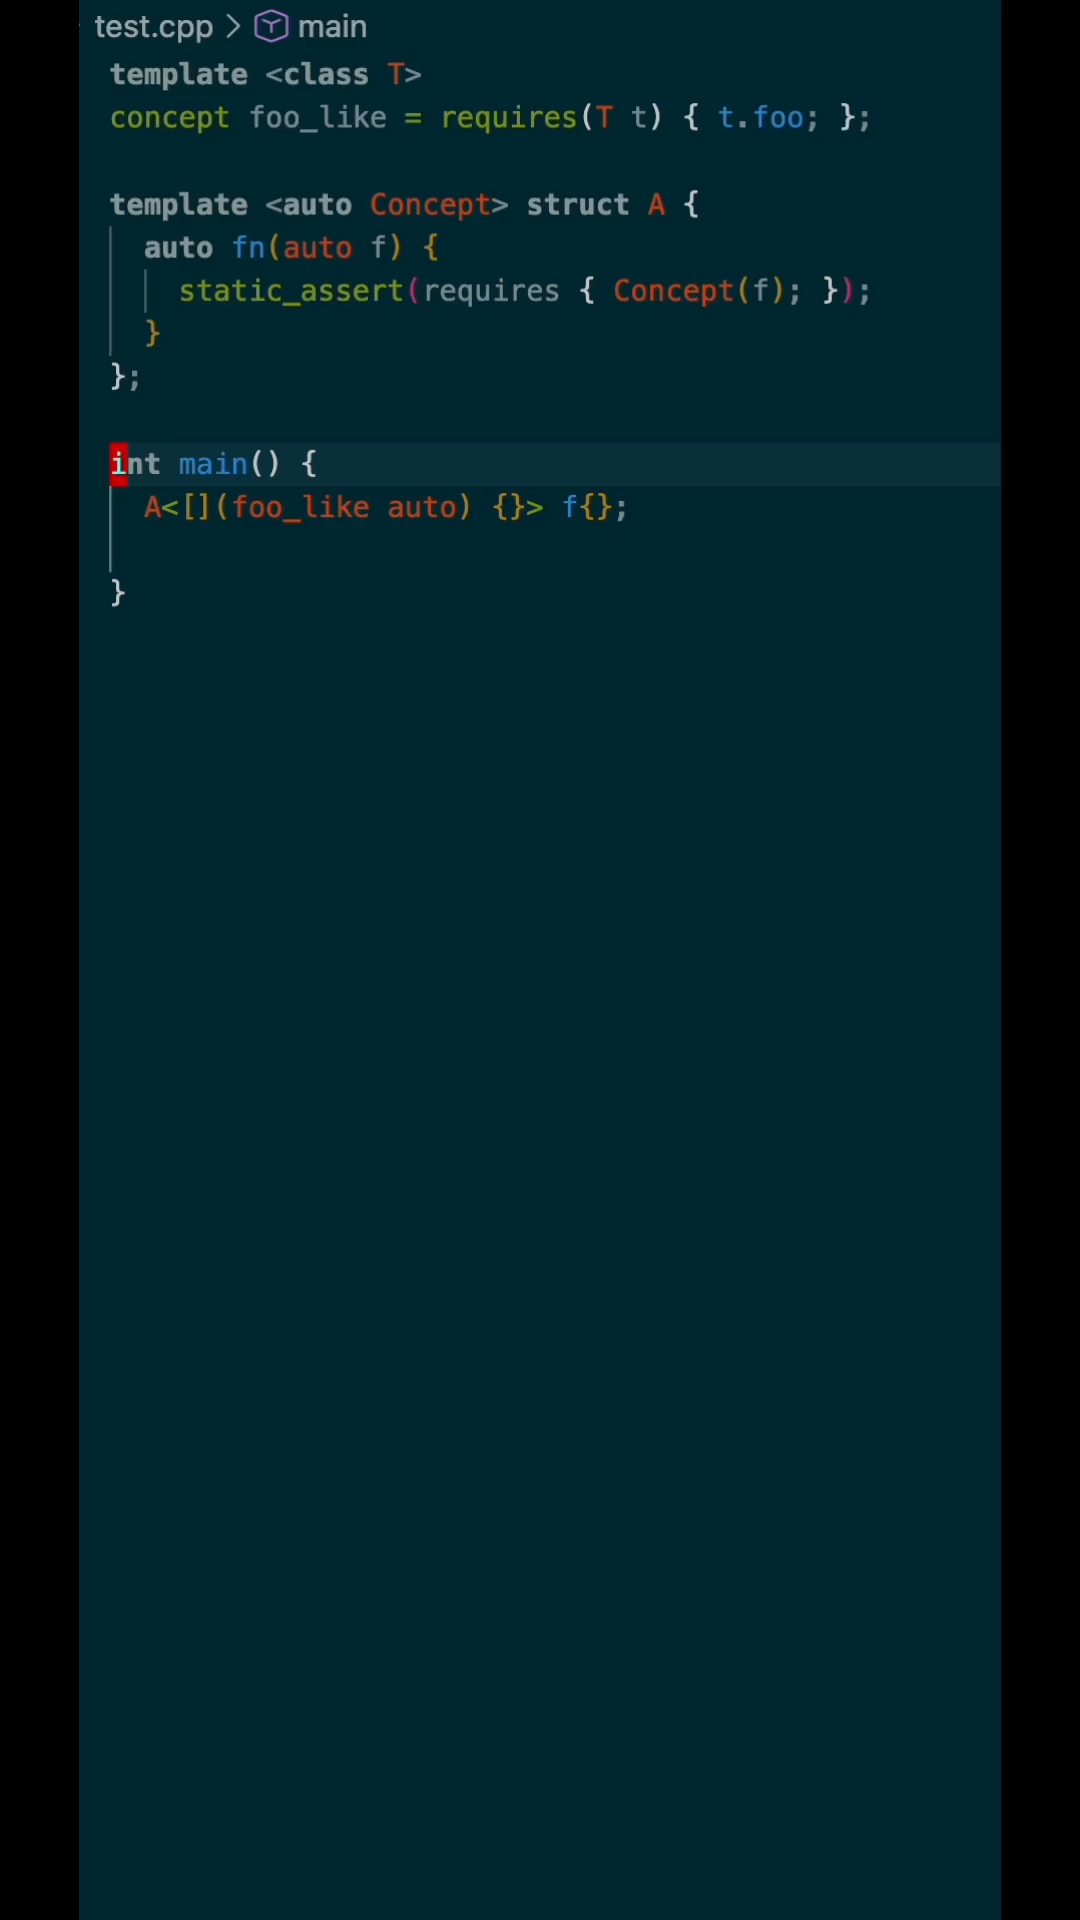 test.cpp > main
template <class T>
concept foo_like = requires(T t) { t.foo; };
template <auto Concept> struct A {
auto fn(auto f) {
static_assert(requires { Concept(f); });
}
};
int main() {
A<[](foo_like auto) {}> f{};
}